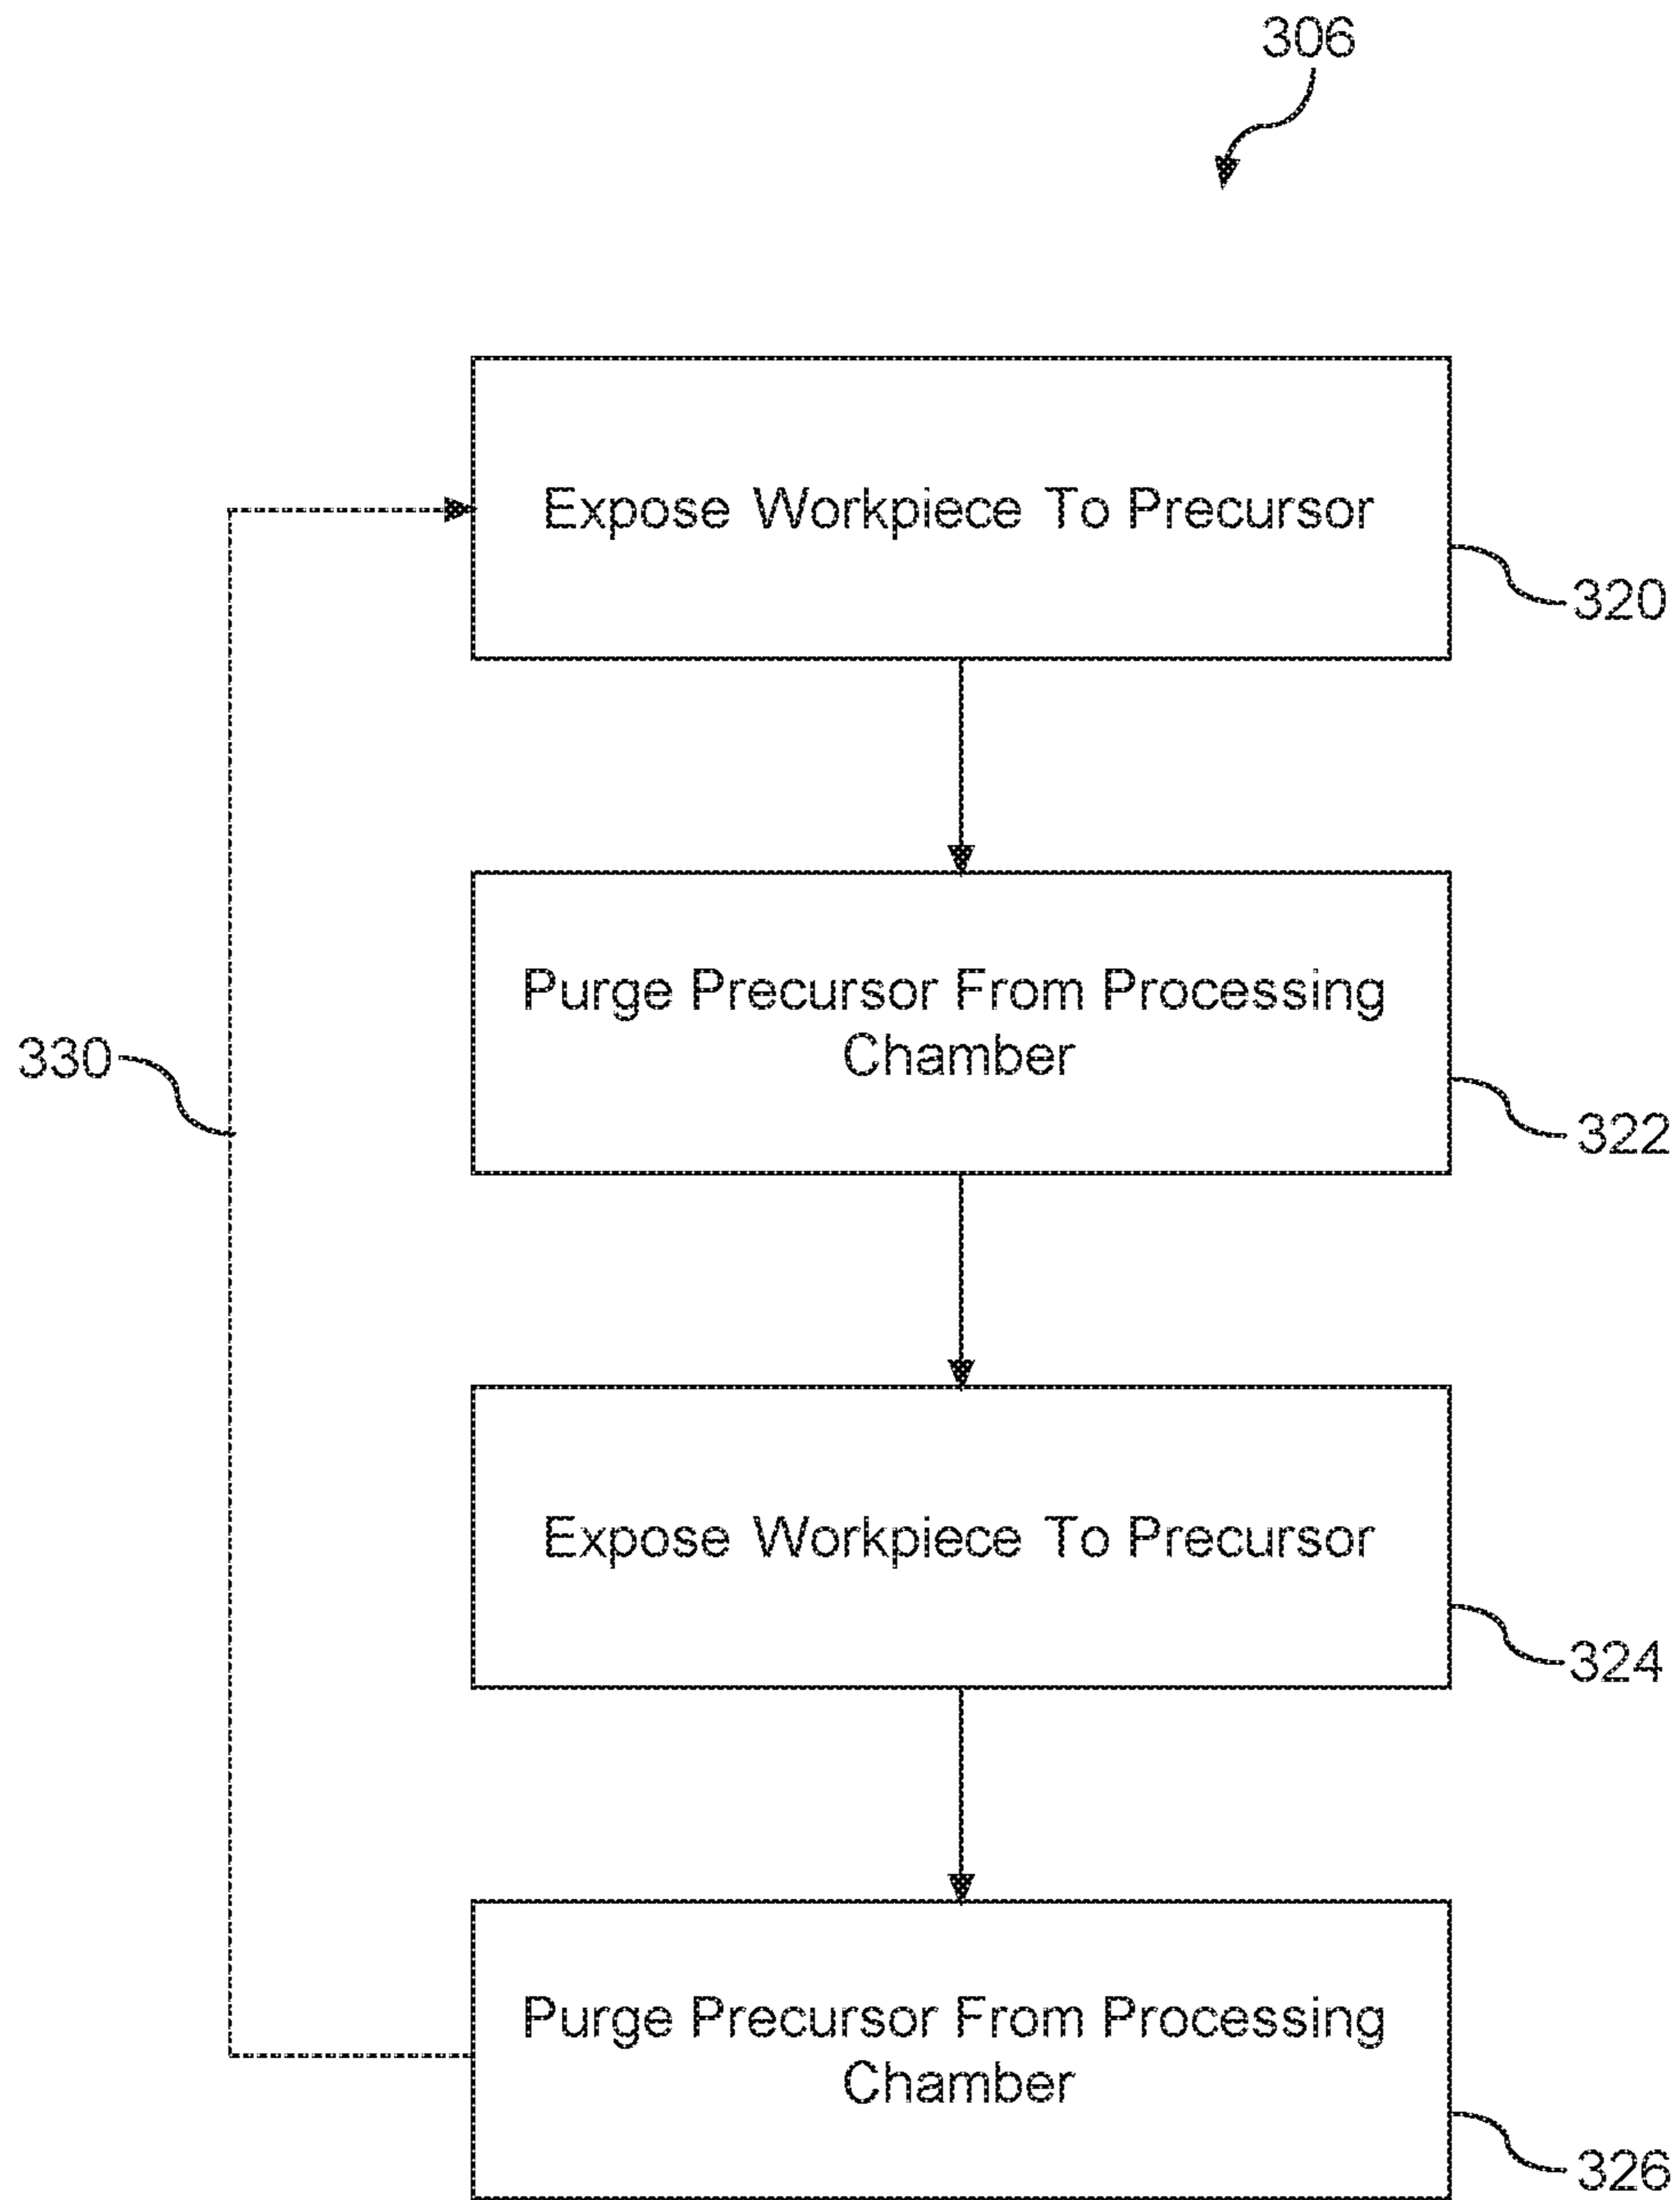 306
Expose Workpiece To Precursor
320
Purge Precursor From Processing
Chamber
330
322
Expose Workpiece To Precursor
324
Purge Precursor From Processing
Chamber
326